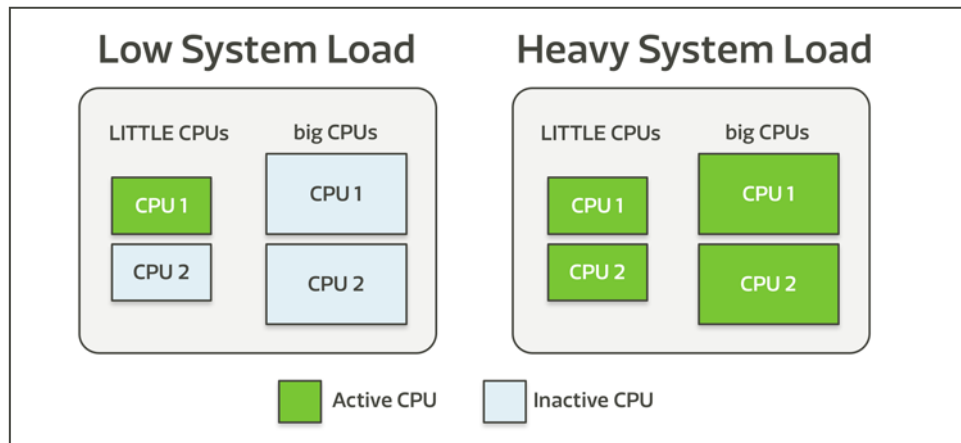 Low System Load
LITTLE CPUs
big CPUs
CPU 1
CPU 2
CPU 1
CPU 2
Heavy System Load
LITTLE CPUs
big CPUs
CPU 1
CPU 2
CPU 1
CPU 2
Active CPU
Inactive CPU